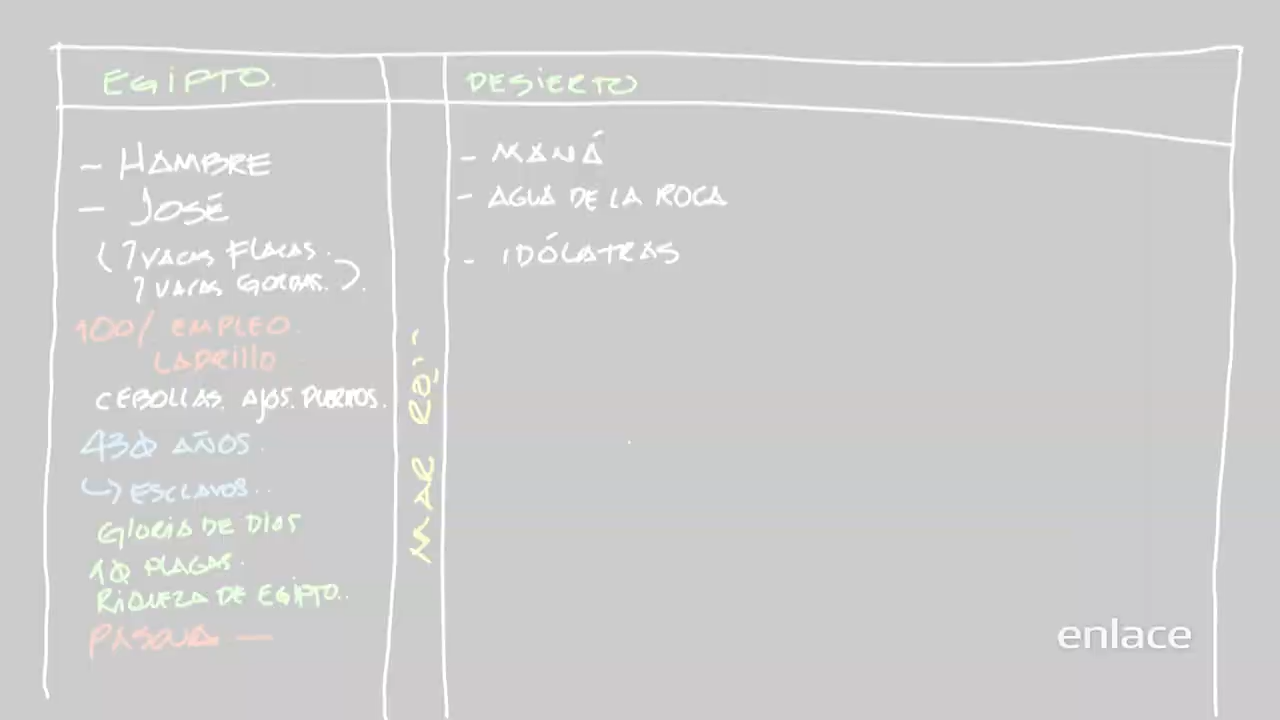 EGIPTO.
- HAMBRE
- JOSÉ
(7 VACAS FLACAS.
7 VACAS GORDAS.).
100/ EMPLEO.
LADRILLO
CEBOLLAS. AJOS. PUERROS.
430 AÑOS.
↳ ESCLAVOS..
GLORIA DE DIOS
10 PLAGAS.
RIQUEZA DE EGIPTO..
PASCUA —
MAR
DESIERTO
- MANÁ
- AGUA DE LA ROCA
- IDÓLATRAS
enlace